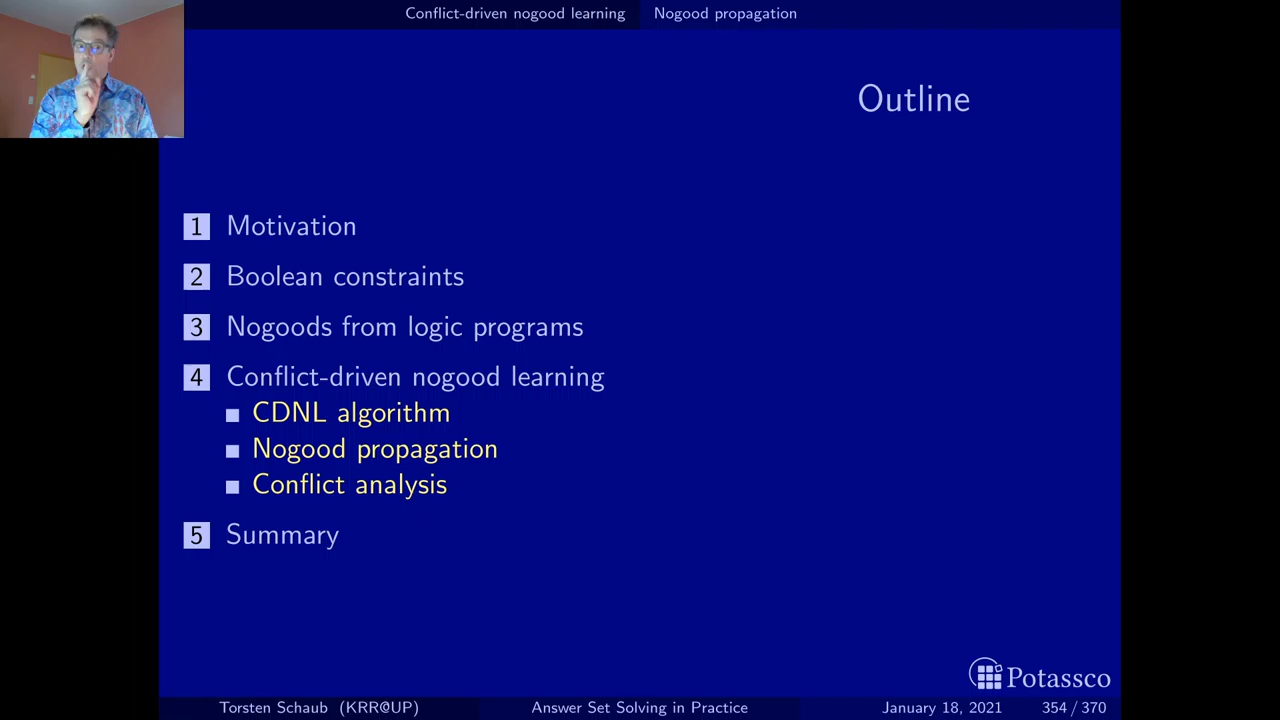 Conflict-driven nogood learning Nogood propagation
Outline
1 Motivation
2 Boolean constraints
3 Nogoods from logic programs
4 Conflict-driven nogood learning
CDNL algorithm
Nogood propagation
Conflict analysis
5 Summary
Potassco
Torsten Schaub (KRR@UP) Answer Set Solving in Practice January 18, 2021 354 / 370